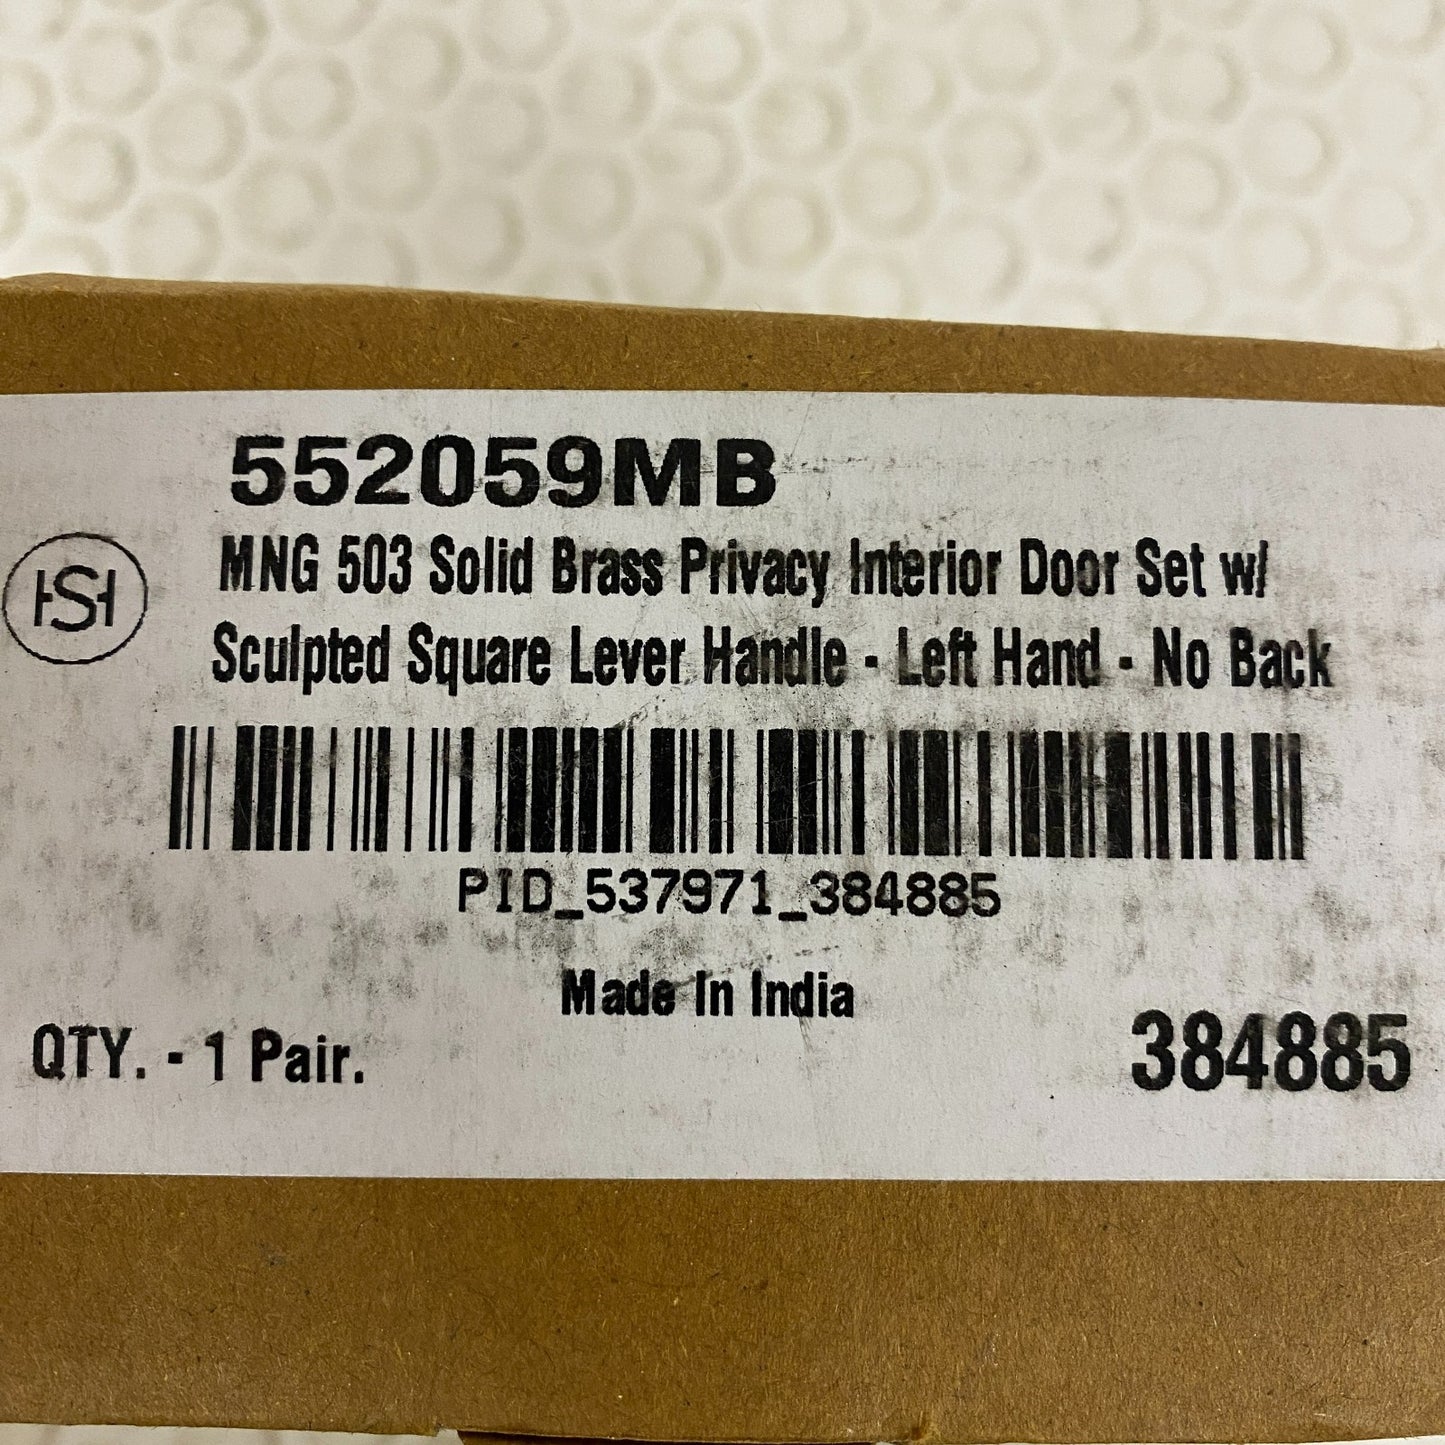 552059MB
HSH
MNG 503 Solid Brass Privacy Interior Door Set w/
Sculpted Square Lever Handle - Left Hand - No Back
PID_537971_384885
Made In India
QTY. - 1 Pair.
384885